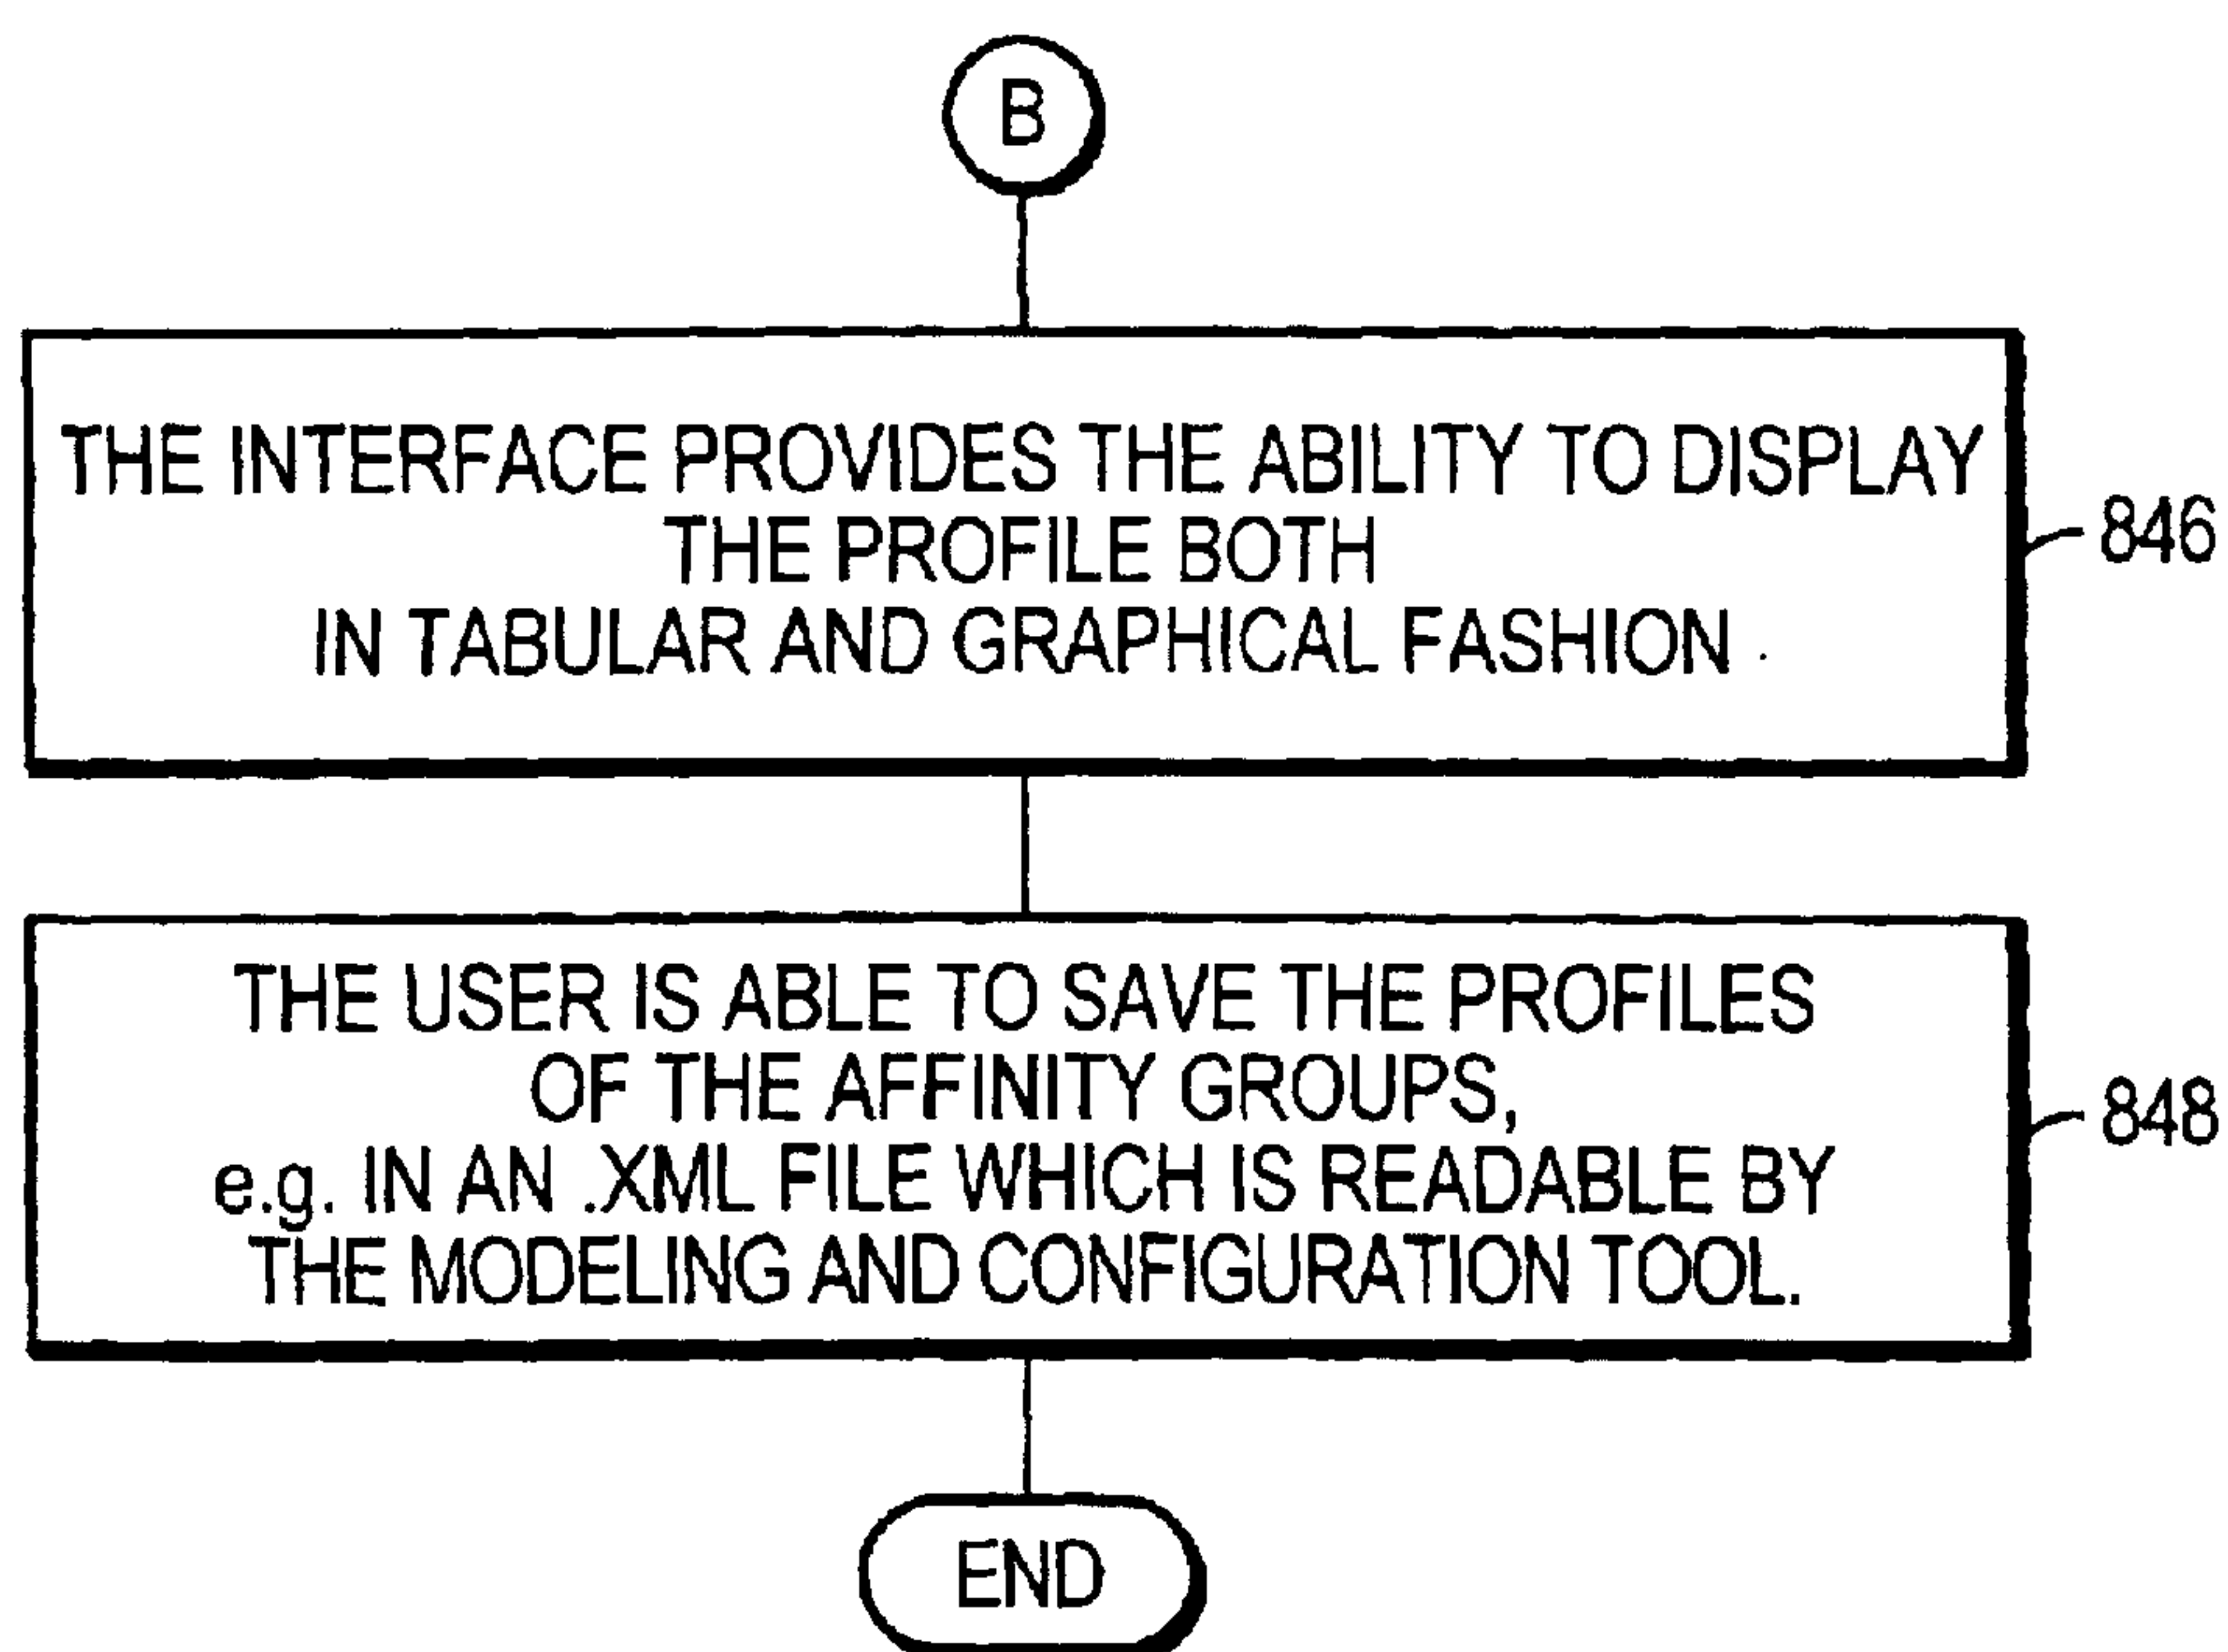 B
THE INTERFACE PROVIDES THE ABILITY TO DISPLAY
THE PROFILE BOTH
IN TABULAR AND GRAPHICAL FASHION .
846
THE USER IS ABLE TO SAVE THE PROFILES
OF THE AFFINITY GROUPS,
e.g. IN AN .XML FILE WHICH IS READABLE BY
THE MODELING AND CONFIGURATION TOOL.
848
END